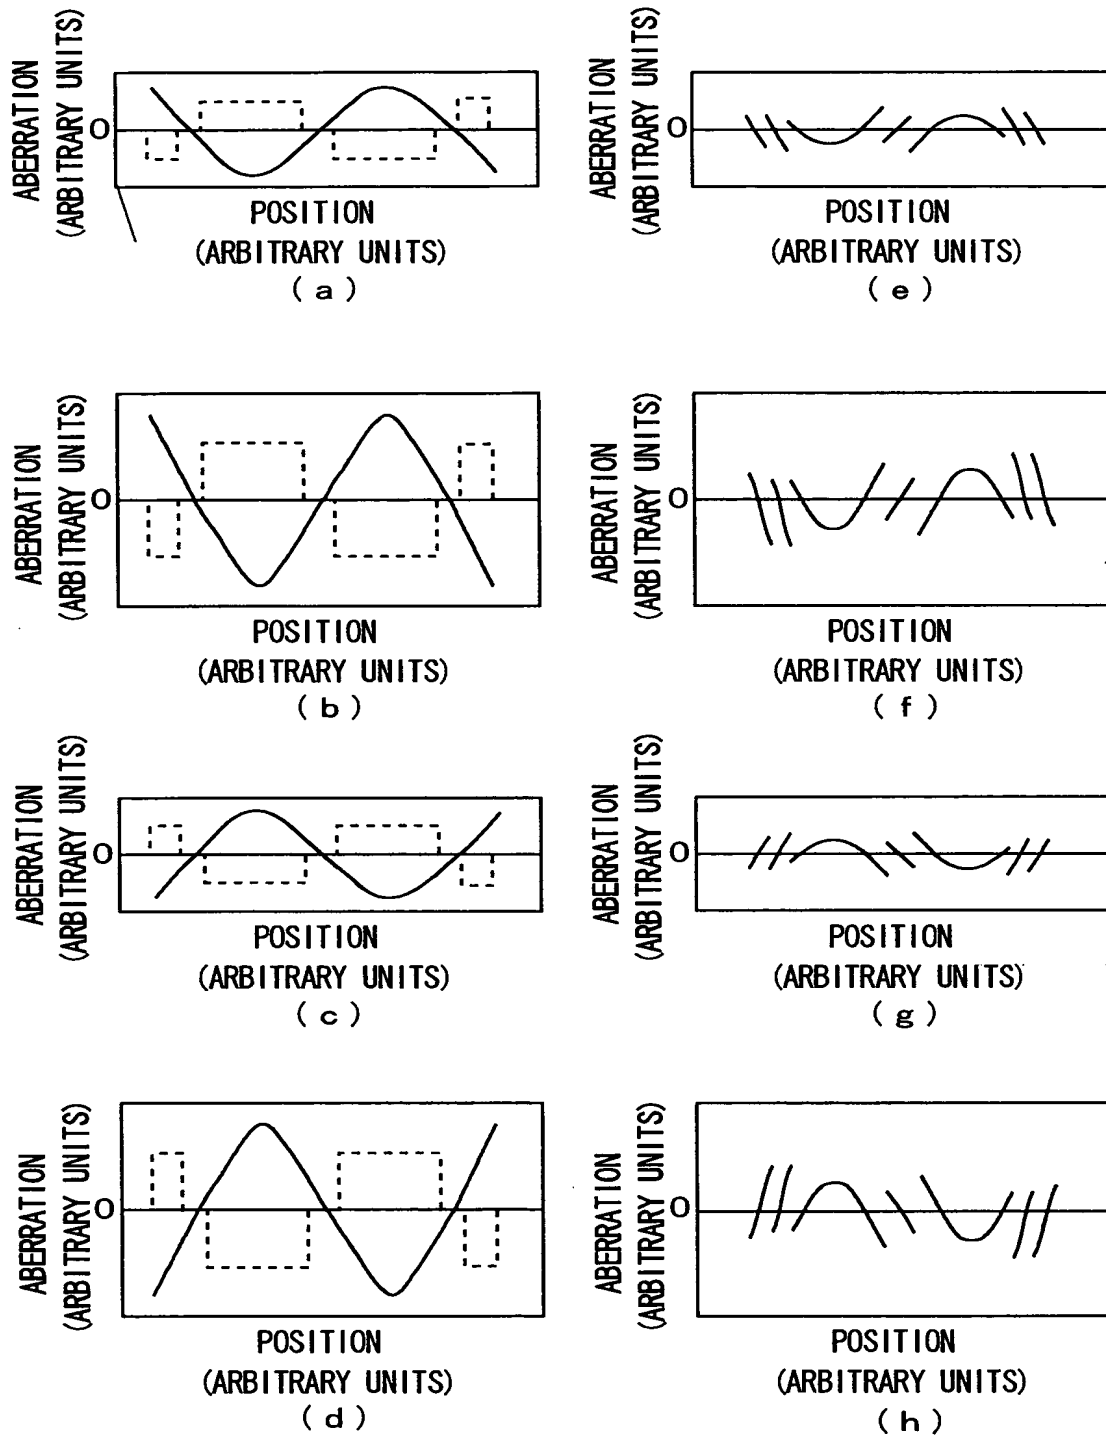 ABERRATION
(ARBITRARY UNITS)
0
POSITION
(ARBITRARY UNITS)
(a)
ABERRATION
(ARBITRARY UNITS)
0
POSITION
(ARBITRARY UNITS)
(e)
ABERRATION
(ARBITRARY UNITS)
0
POSITION
(ARBITRARY UNITS)
(b)
ABERRATION
(ARBITRARY UNITS)
0
POSITION
(ARBITRARY UNITS)
(f)
ABERRATION
(ARBITRARY UNITS)
0
POSITION
(ARBITRARY UNITS)
(c)
ABERRATION
(ARBITRARY UNITS)
0
POSITION
(ARBITRARY UNITS)
(g)
ABERRATION
(ARBITRARY UNITS)
0
POSITION
(ARBITRARY UNITS)
(d)
ABERRATION
(ARBITRARY UNITS)
0
POSITION
(ARBITRARY UNITS)
(h)